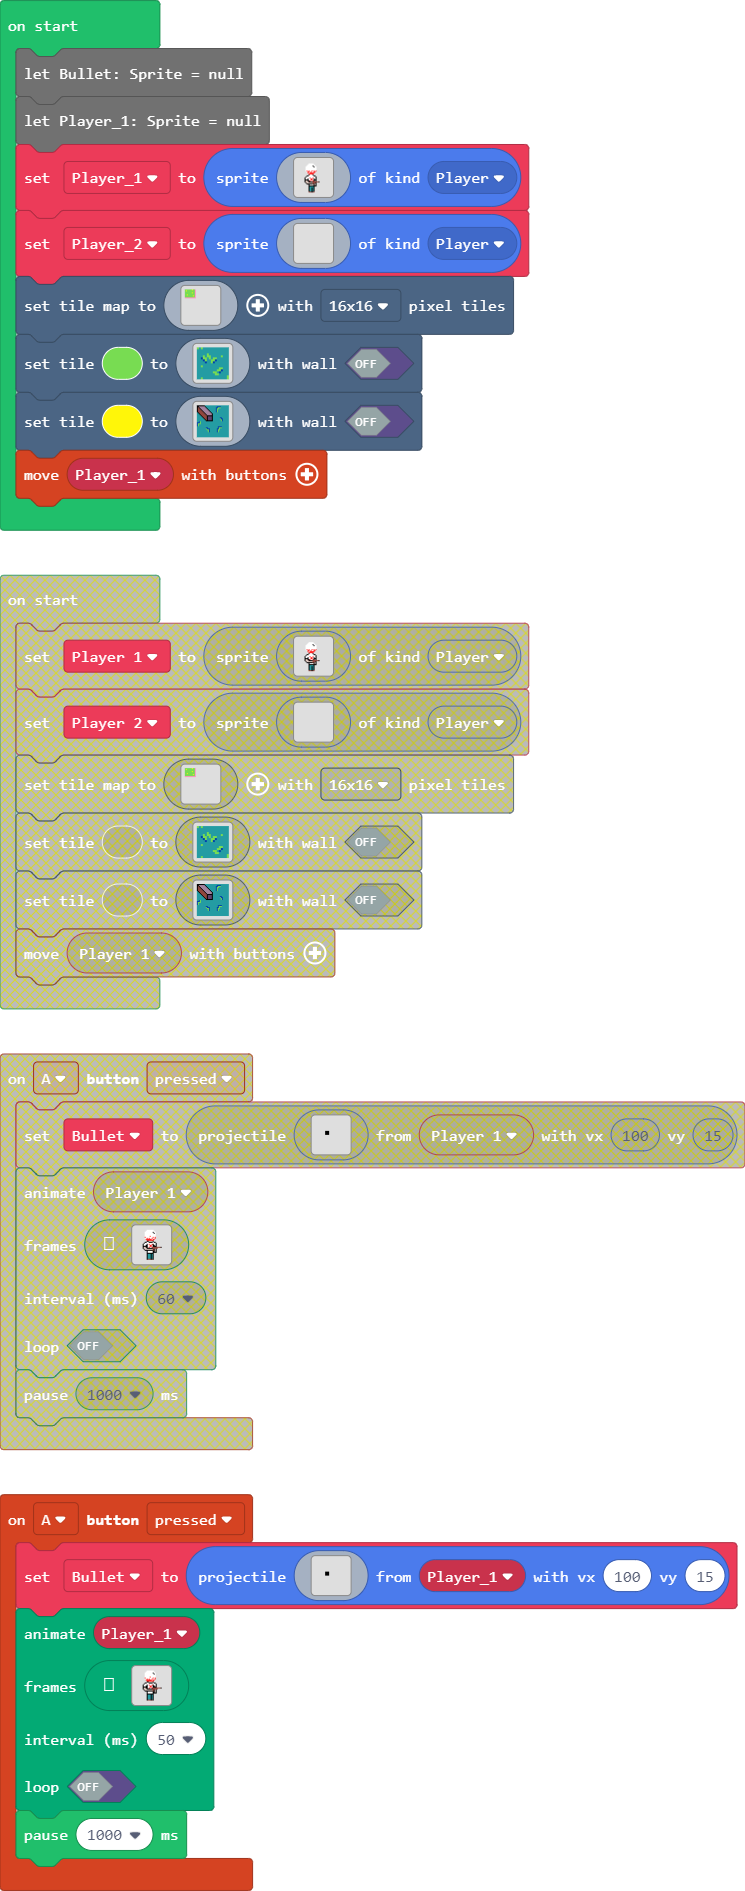 on start
let Bullet: Sprite = null
let Player_1: Sprite = null
set Player_1 to sprite of kind Player
set Player_2 to sprite of kind Player
set tile map to with 16x16 pixel tiles
set tile to with wall OFF
set tile to with wall OFF
move Player_1 with buttons
on start
set Player 1 to sprite of kind Player
set Player 2 to sprite of kind Player
set tile map to with 16x16 pixel tiles
set tile to with wall OFF
set tile to with wall OFF
move Player 1 with buttons
on A button pressed
set Bullet to projectile from Player 1 with vx 100 vy 15
animate Player 1
frames
interval (ms) 60
loop OFF
pause 1000 ms
on A button pressed
set Bullet to projectile from Player_1 with vx 100 vy 15
animate Player_1
frames
interval (ms) 50
loop OFF
pause 1000 ms